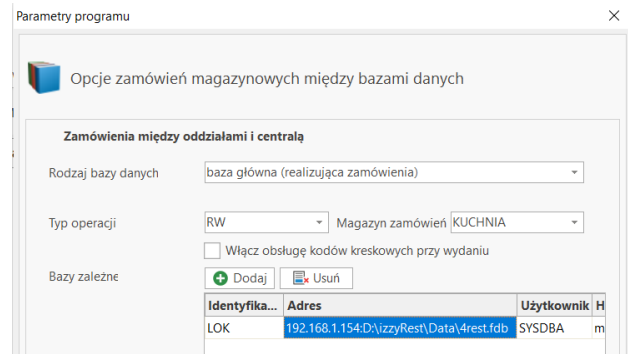 Parametry programu
Opcje zamówień magazynowych między bazami danych
Zamówienia między oddziałami i centralą
Rodzaj bazy danych baza główna (realizująca zamówienia)
Typ operacji RW Magazyn zamówień KUCHNIA
Włącz obsługę kodów kreskowych przy wydaniu
Bazy zależne Dodaj Usuń
Identyfika... Adres Użytkownik H
LOK 192.168.1.154:D:\izzyRest\Data\4rest.fdb SYSDBA m